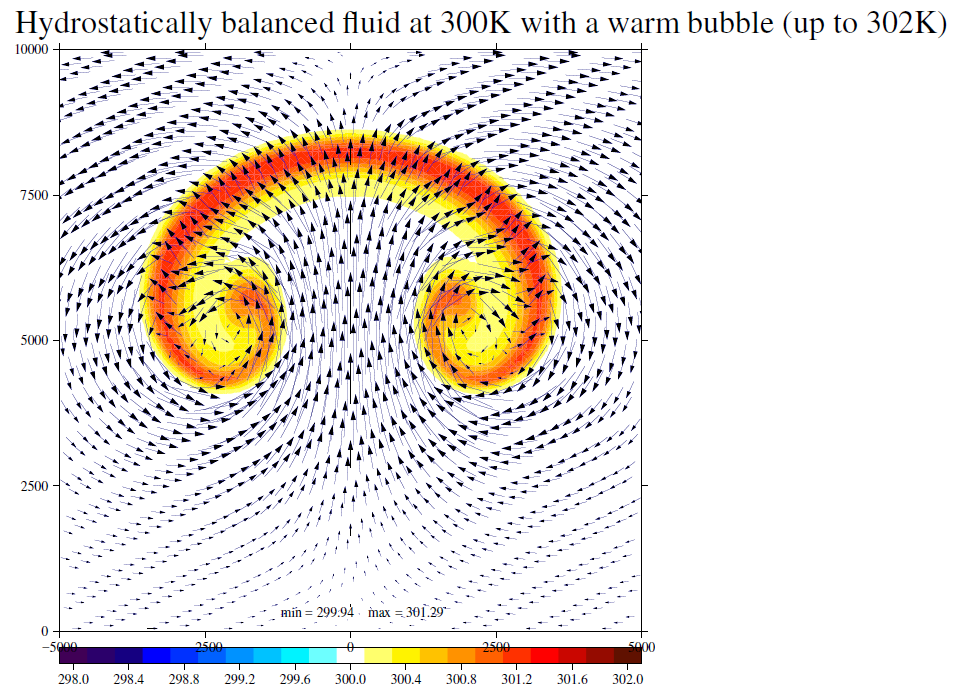 Hydrostatically balanced fluid at 300K with a warm bubble (up to 302K)
10000
7500
5000
2500
0
min = 299.94 max = 301.29
-5000 2500 0 2500 5000
298.0 298.4 298.8 299.2 299.6 300.0 300.4 300.8 301.2 301.6 302.0